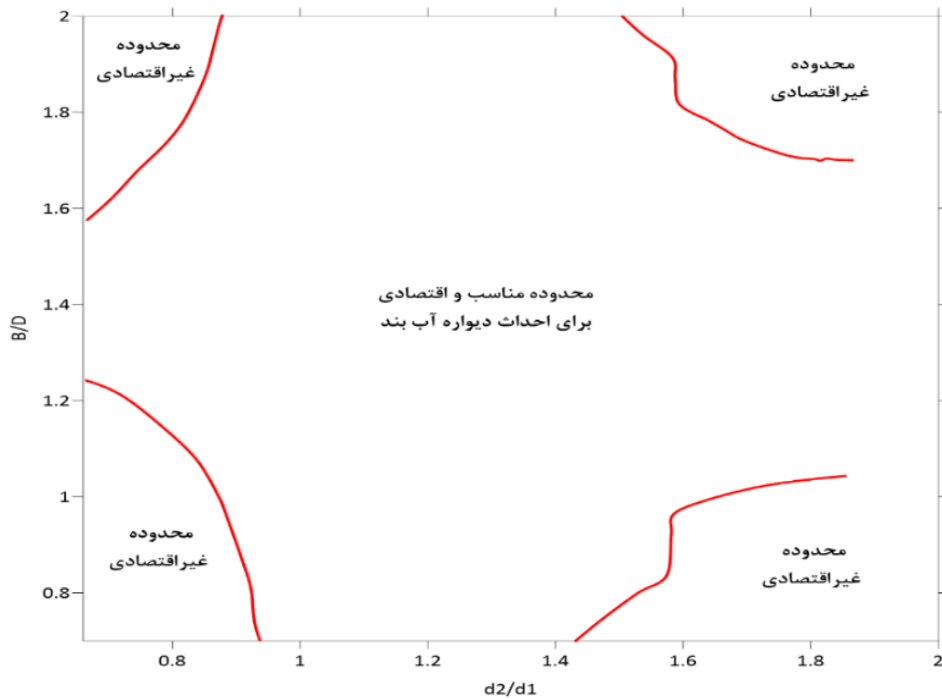 2
1.8
1.6
1.4
1.2
1
0.8
B/D
محدوده
غیراقتصادی
محدوده
غیراقتصادی
محدوده مناسب و اقتصادی
برای احداث دیواره آب بند
محدوده
غیراقتصادی
محدوده
غیراقتصادی
0.8 1 1.2 1.4 1.6 1.8 2
d2/d1